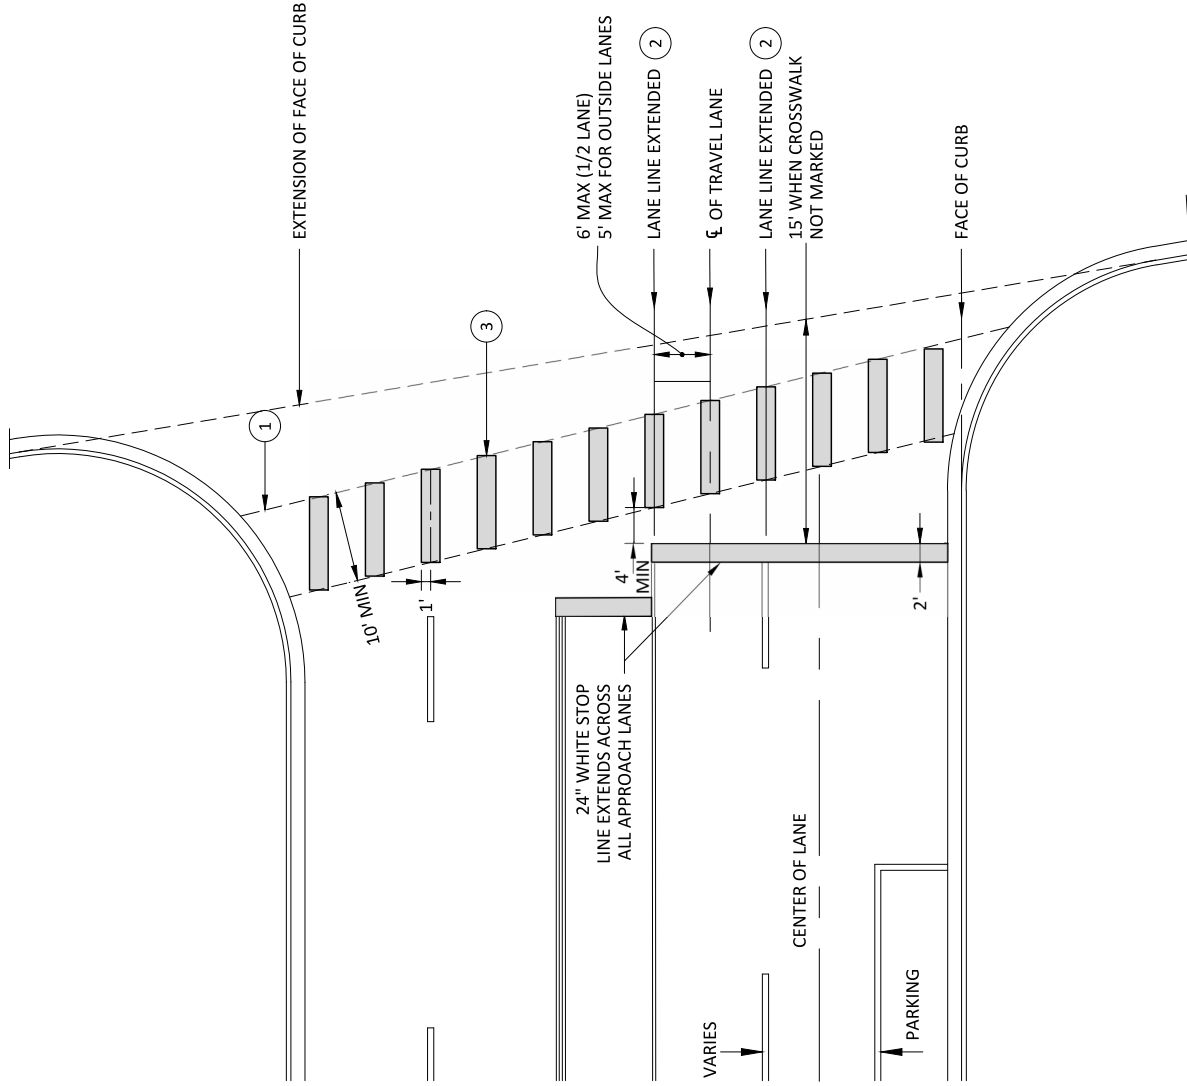 EXTENSION OF FACE OF CURB
6' MAX (1/2 LANE)
5' MAX FOR OUTSIDE LANES
LANE LINE EXTENDED
2
℄ OF TRAVEL LANE
LANE LINE EXTENDED
2
15' WHEN CROSSWALK
NOT MARKED
FACE OF CURB
1
3
10' MIN
1'
4'
MIN
2'
24" WHITE STOP
LINE EXTENDS ACROSS
ALL APPROACH LANES
CENTER OF LANE
VARIES
PARKING